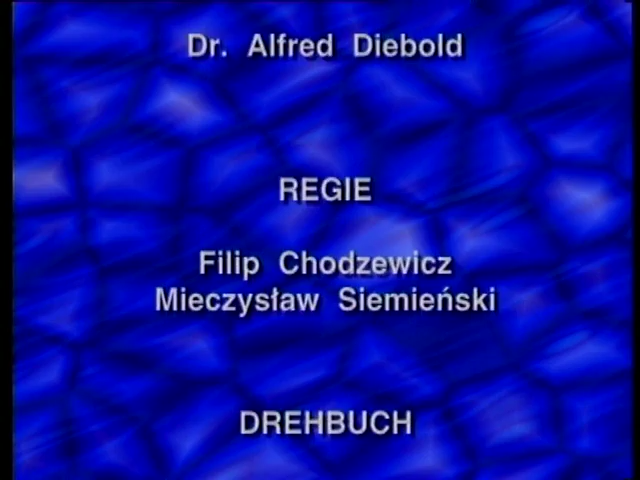 Dr. Alfred Diebold
REGIE
Filip Chodzewicz
Mieczysław Siemieński
DREHBUCH